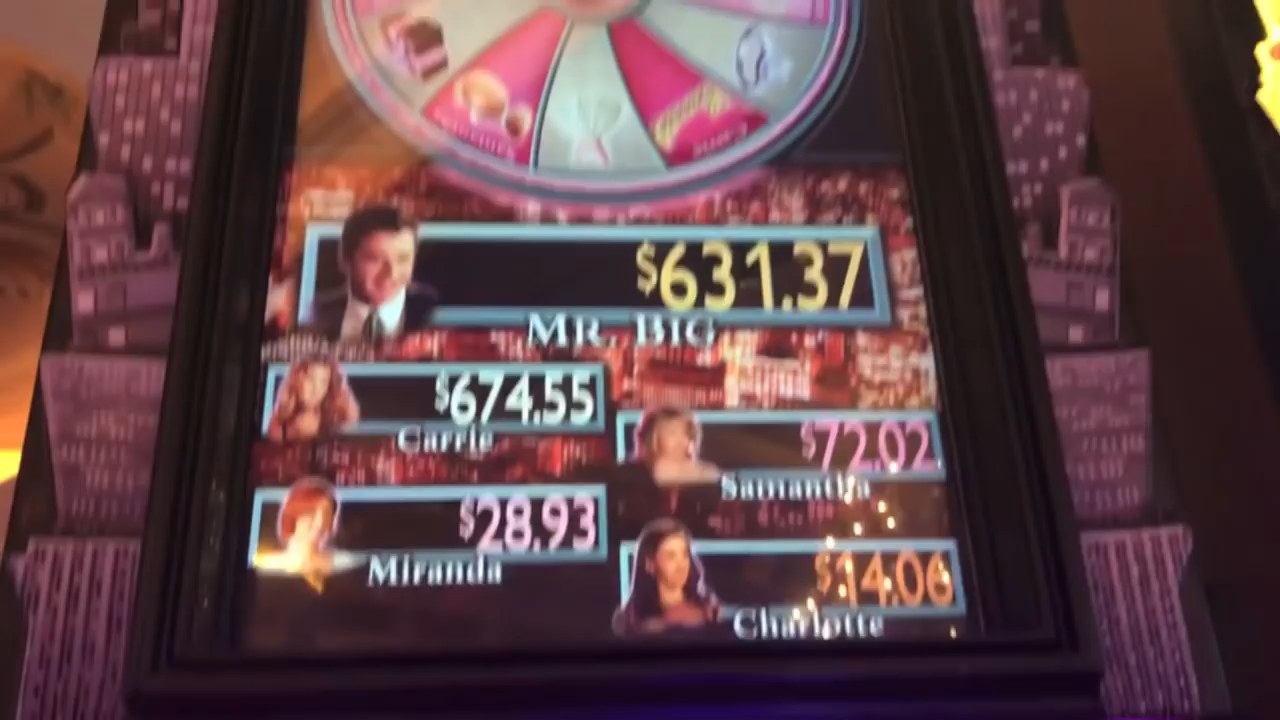 $631.37
MR. BIG
$674.55
Carrie
$72.02
Samantha
$28.93
Miranda
$14.06
Charlotte